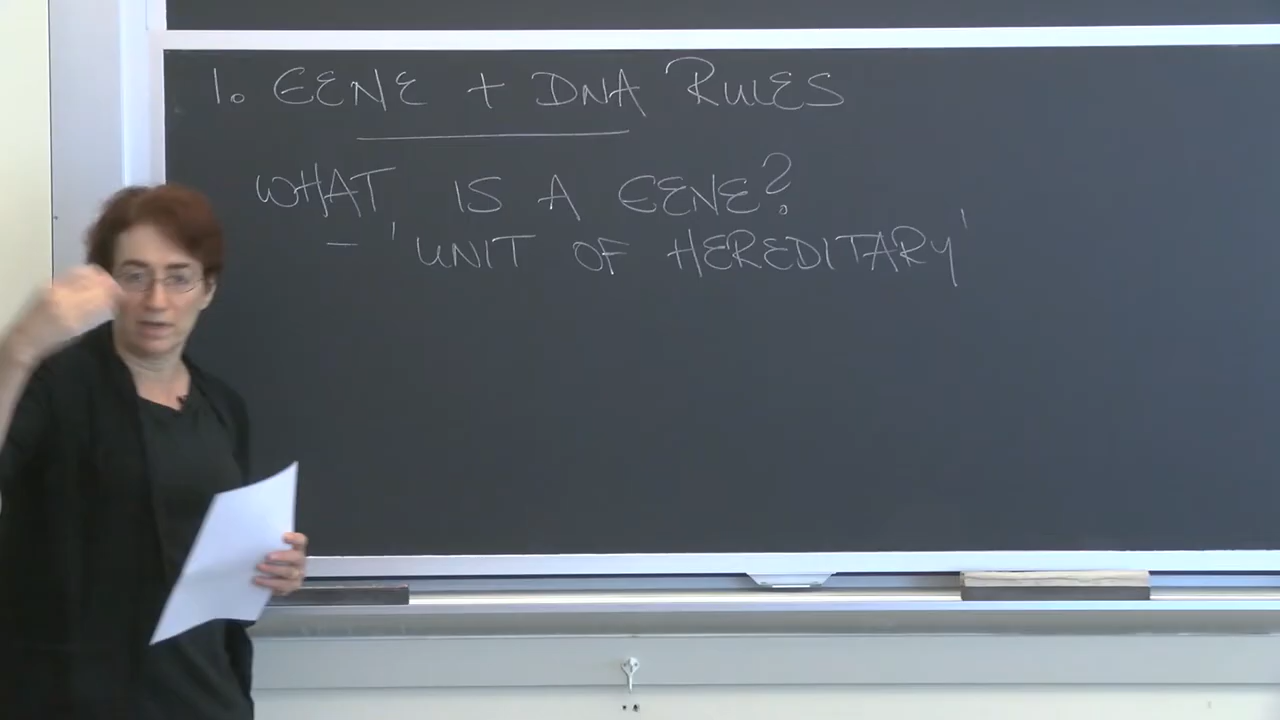 1. GENE + DNA RULES
WHAT IS A GENE?
- 'UNIT OF HEREDITARY'